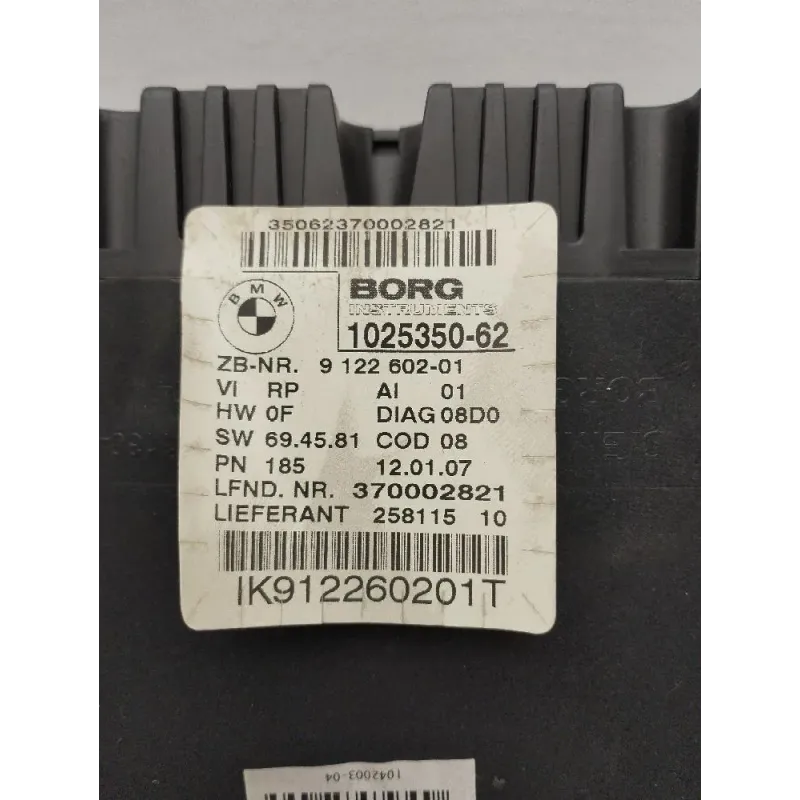 35062370002821
BMW
BORG
INSTRUMENTS
1025350-62
ZB-NR. 9 122 602-01
VI RP AI 01
HW 0F DIAG 08D0
SW 69.45.81 COD 08
PN 185 12.01.07
LFND. NR. 370002821
LIEFERANT 258115 10
IK912260201T
1042003-04